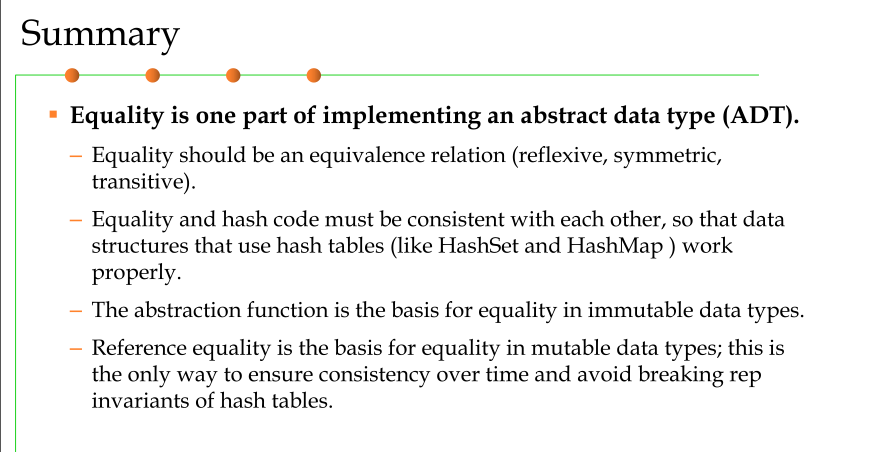 Summary
Equality is one part of implementing an abstract data type (ADT).
– Equality should be an equivalence relation (reflexive, symmetric,
transitive).
– Equality and hash code must be consistent with each other, so that data
structures that use hash tables (like HashSet and HashMap ) work
properly.
– The abstraction function is the basis for equality in immutable data types.
– Reference equality is the basis for equality in mutable data types; this is
the only way to ensure consistency over time and avoid breaking rep
invariants of hash tables.